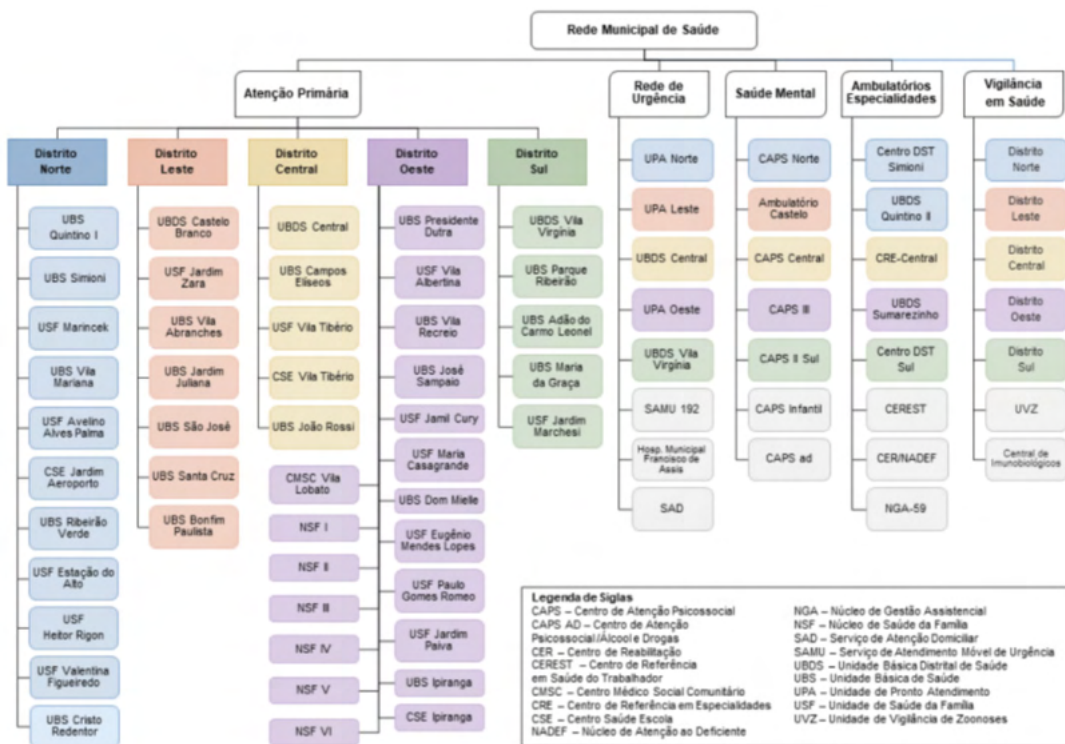 Rede Municipal de Saúde
Atenção Primária
Rede de
Urgência
Saúde Mental
Ambulatórios
Especialidades
Vigilância
em Saúde
Distrito
Norte
UBS
Quintino I
UBS Simioni
USF Marincek
UBS Vila
Mariana
USF Avelino
Alves Palma
CSE Jardim
Aeroporto
UBS Ribeirão
Verde
USF Estação do
Alto
USF
Heitor Rigon
USF Valentina
Figueiredo
UBS Cristo
Redentor
Distrito
Leste
UBDS Castelo
Branco
USF Jardim
Zara
UBS Vila
Abranches
UBS Jardim
Juliana
UBS São José
UBS Santa Cruz
UBS Bonfim
Paulista
Distrito
Central
UBDS Central
UBS Campos
Elíseos
USF Vila Tibério
CSE Vila Tibério
UBS João Rossi
Distrito
Oeste
CMSC Vila
Lobato
NSF I
NSF II
NSF III
NSF IV
NSF V
NSF VI
UBS Presidente
Dutra
USF Vila
Albertina
UBS Vila
Recreio
UBS José
Sampaio
USF Jamil Cury
USF Maria
Casagrande
UBS Dom Mielle
USF Eugênio
Mendes Lopes
USF Paulo
Gomes Romeo
USF Jardim
Paiva
UBS Ipiranga
CSE Ipiranga
Distrito
Sul
UBDS Vila
Virgínia
UBS Parque
Ribeirão
UBS Adão do
Carmo Leonel
UBS Maria
da Graça
USF Jardim
Marchesi
UPA Norte
UPA Leste
UBDS Central
UPA Oeste
UBDS Vila
Virgínia
SAMU 192
Hosp. Municipal
Francisco de
Assis
SAD
CAPS Norte
Ambulatório
Castelo
CAPS Central
CAPS III
CAPS II Sul
CAPS Infantil
CAPS ad
Centro DST
Simioni
UBDS
Quintino II
CRE-Central
UBDS
Sumarezinho
Centro DST
Sul
CEREST
CER/NADEF
NGA-59
Distrito
Norte
Distrito
Leste
Distrito
Central
Distrito
Oeste
Distrito
Sul
UVZ
Central de
Imunobiológicos
Legenda de Siglas
CAPS – Centro de Atenção Psicossocial
CAPS AD – Centro de Atenção
Psicossocial/Álcool e Drogas
CER – Centro de Reabilitação
CEREST – Centro de Referência
em Saúde do Trabalhador
CMSC – Centro Médico Social Comunitário
CRE – Centro de Referência em Especialidades
CSE – Centro Saúde Escola
NADEF – Núcleo de Atenção ao Deficiente
NGA – Núcleo de Gestão Assistencial
NSF – Núcleo de Saúde da Família
SAD – Serviço de Atenção Domiciliar
SAMU – Serviço de Atendimento Móvel de Urgência
UBDS – Unidade Básica Distrital de Saúde
UBS – Unidade Básica de Saúde
UPA – Unidade de Pronto Atendimento
USF – Unidade de Saúde da Família
UVZ – Unidade de Vigilância de Zoonoses